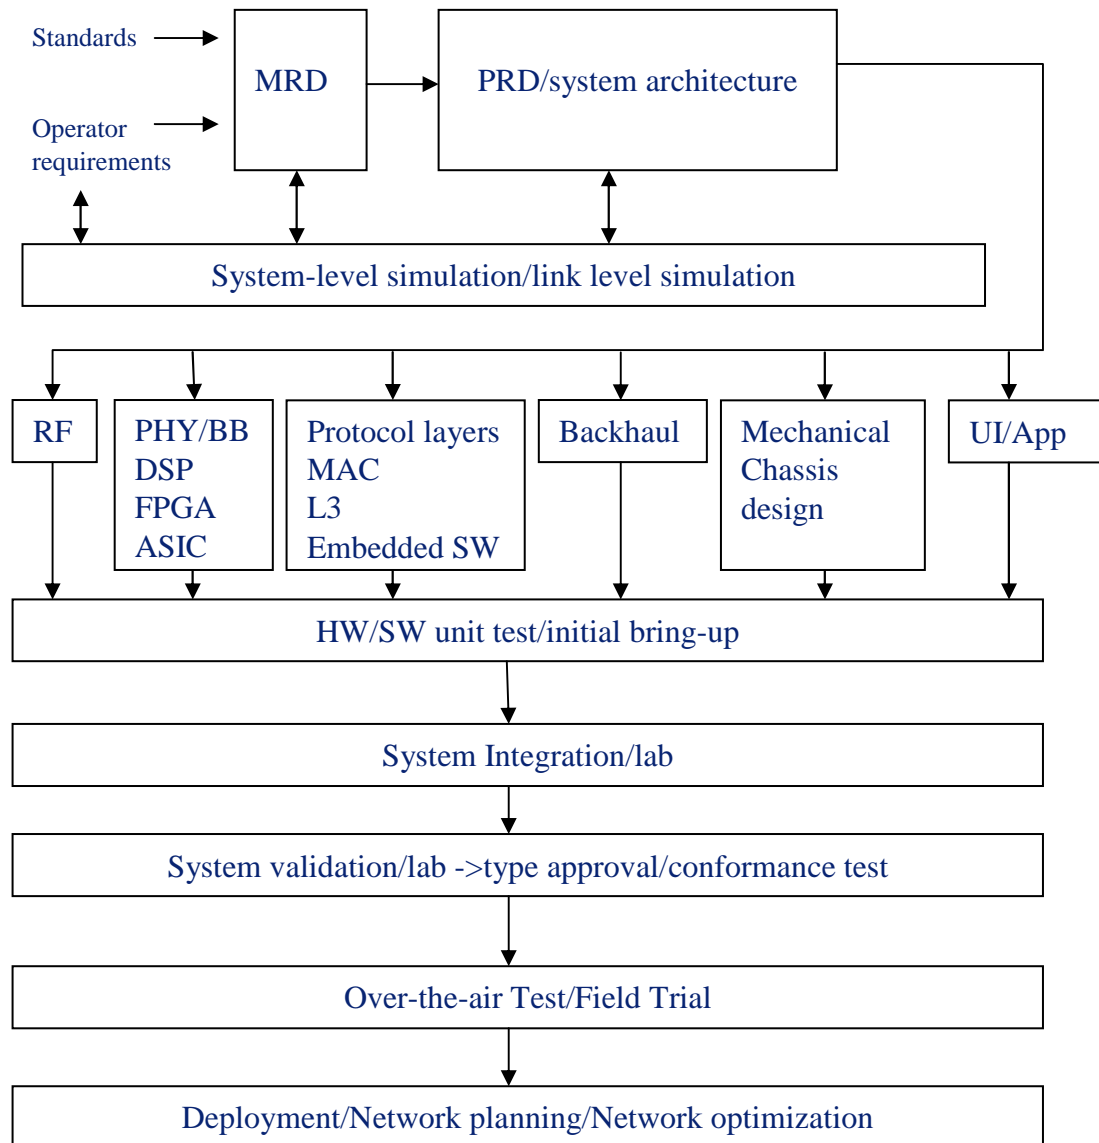 Standards
MRD
PRD/system architecture
Operator
requirements
System-level simulation/link level simulation
RF
PHY/BB
DSP
FPGA
ASIC
Protocol layers
MAC
L3
Embedded SW
Backhaul
Mechanical
Chassis
design
UI/App
HW/SW unit test/initial bring-up
System Integration/lab
System validation/lab ->type approval/conformance test
Over-the-air Test/Field Trial
Deployment/Network planning/Network optimization